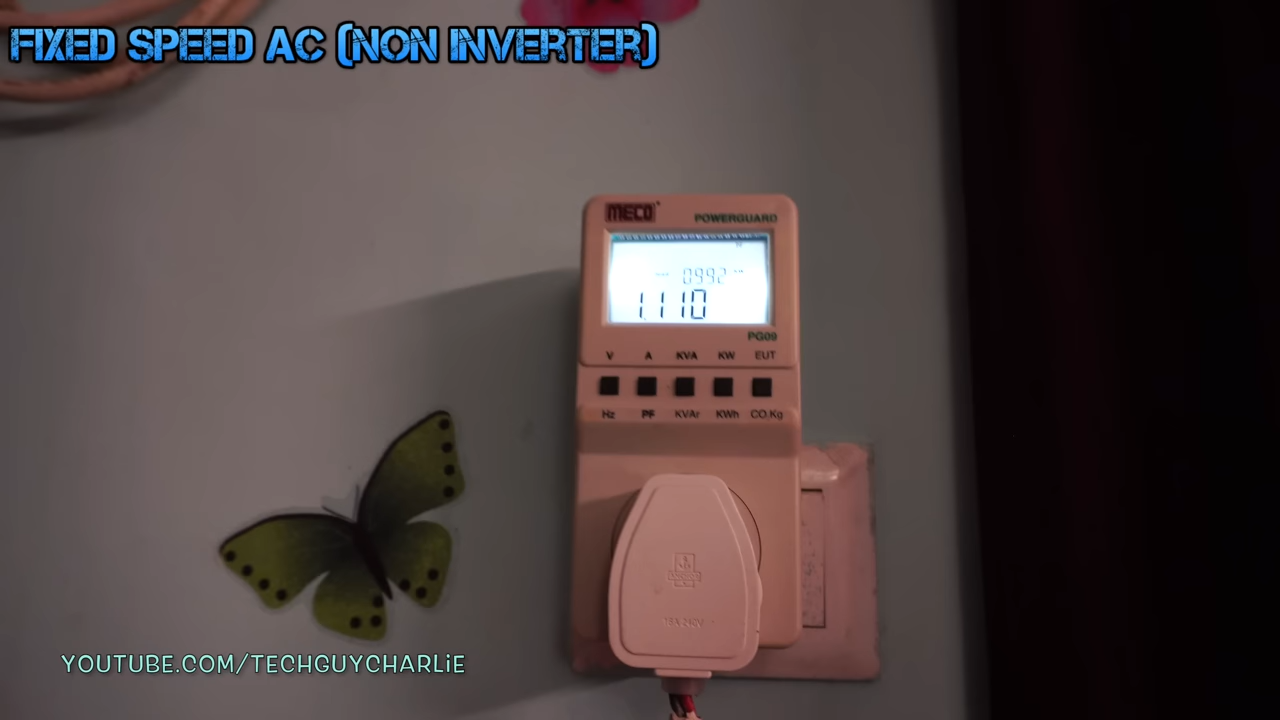 FIXED SPEED AC (NON INVERTER)
MECO
POWERGUARD
0992
1.110
PG09
V A KVA KW EUT
Hz PF KVAr KWh CO₂Kg
YOUTUBE.COM/TECHGUYCHARLIE